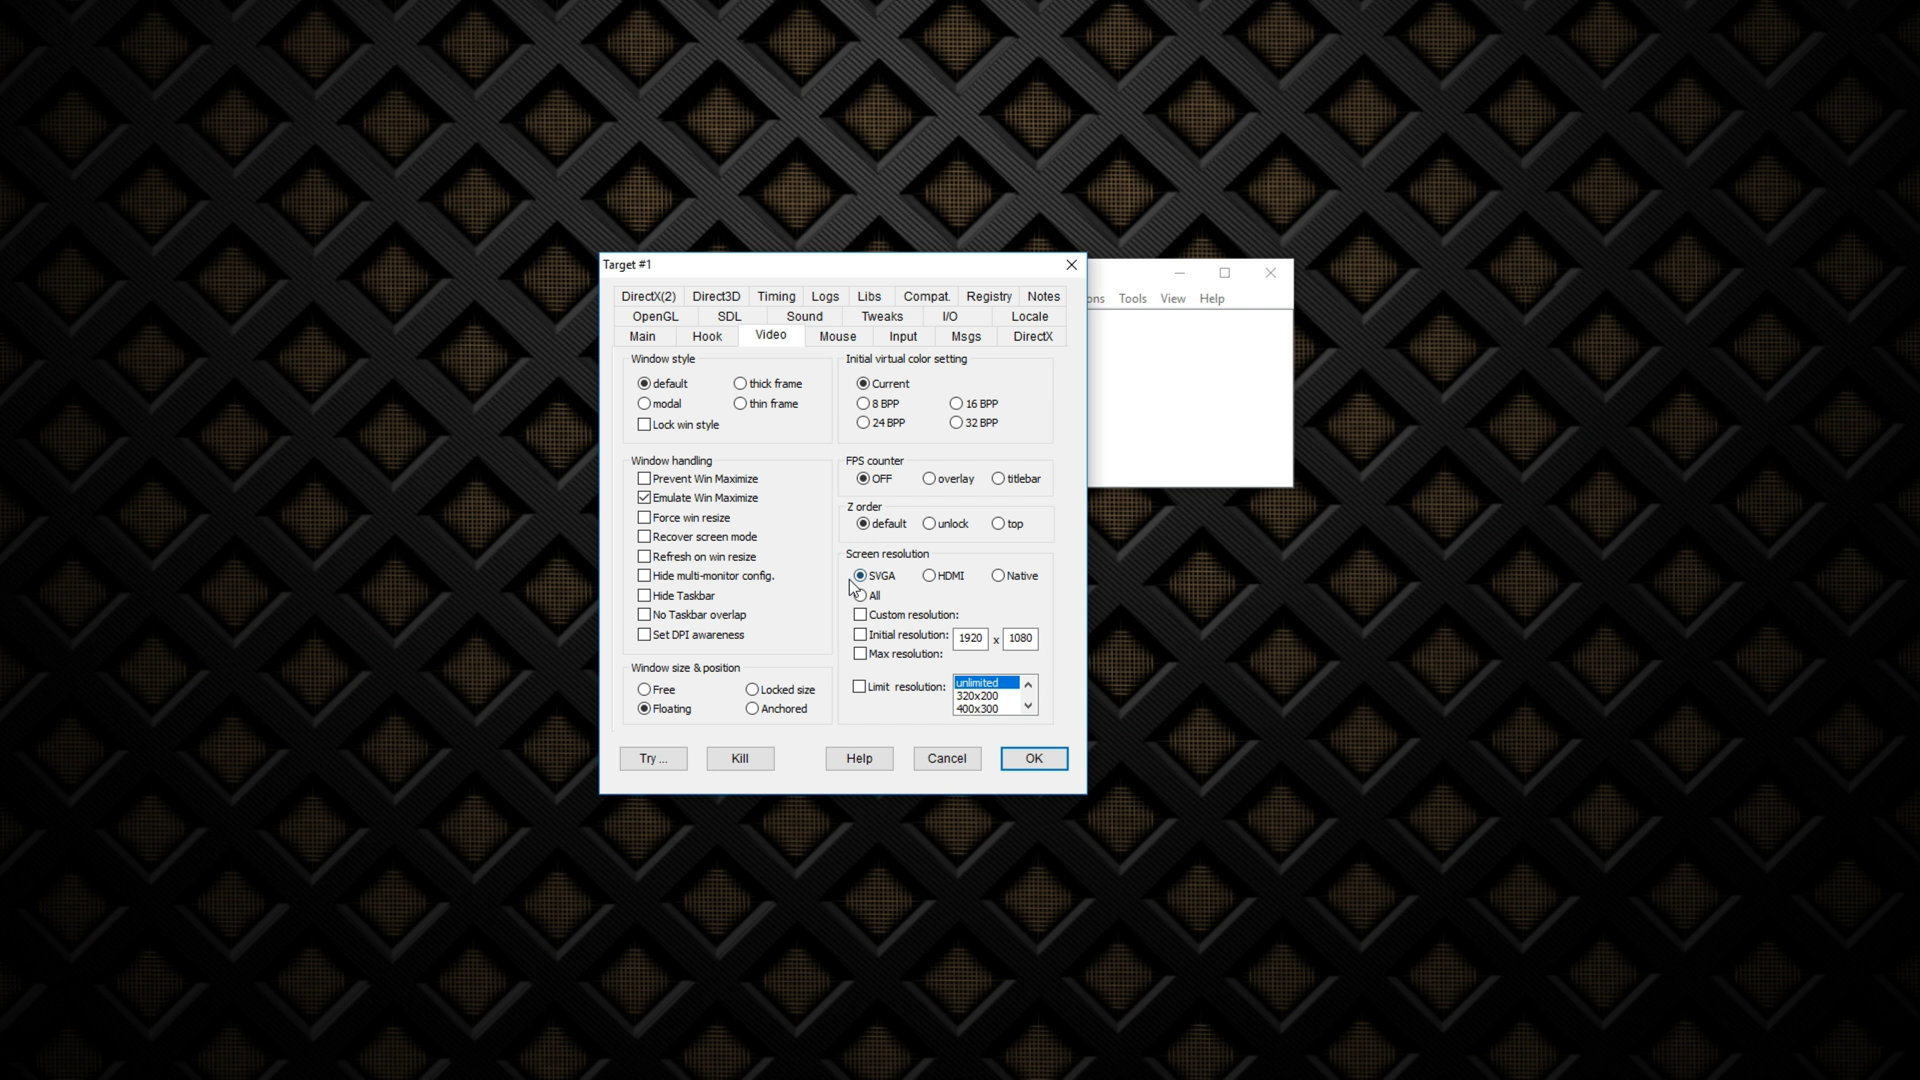 Target #1
DirectX(2) Direct3D Timing Logs Libs Compat. Registry Notes
OpenGL SDL Sound Tweaks I/O Locale
Main Hook Video Mouse Input Msgs DirectX
ons Tools View Help
Window style
default thick frame
modal thin frame
Lock win style
Initial virtual color setting
Current
8 BPP 16 BPP
24 BPP 32 BPP
Window handling
Prevent Win Maximize
Emulate Win Maximize
Force win resize
Recover screen mode
Refresh on win resize
Hide multi-monitor config.
Hide Taskbar
No Taskbar overlap
Set DPI awareness
FPS counter
OFF overlay titlebar
Z order
default unlock top
Screen resolution
SVGA HDMI Native
All
Custom resolution:
Initial resolution: 1920 x 1080
Max resolution:
Limit resolution: unlimited
320x200
400x300
Window size & position
Free Locked size
Floating Anchored
Try ... Kill Help Cancel OK